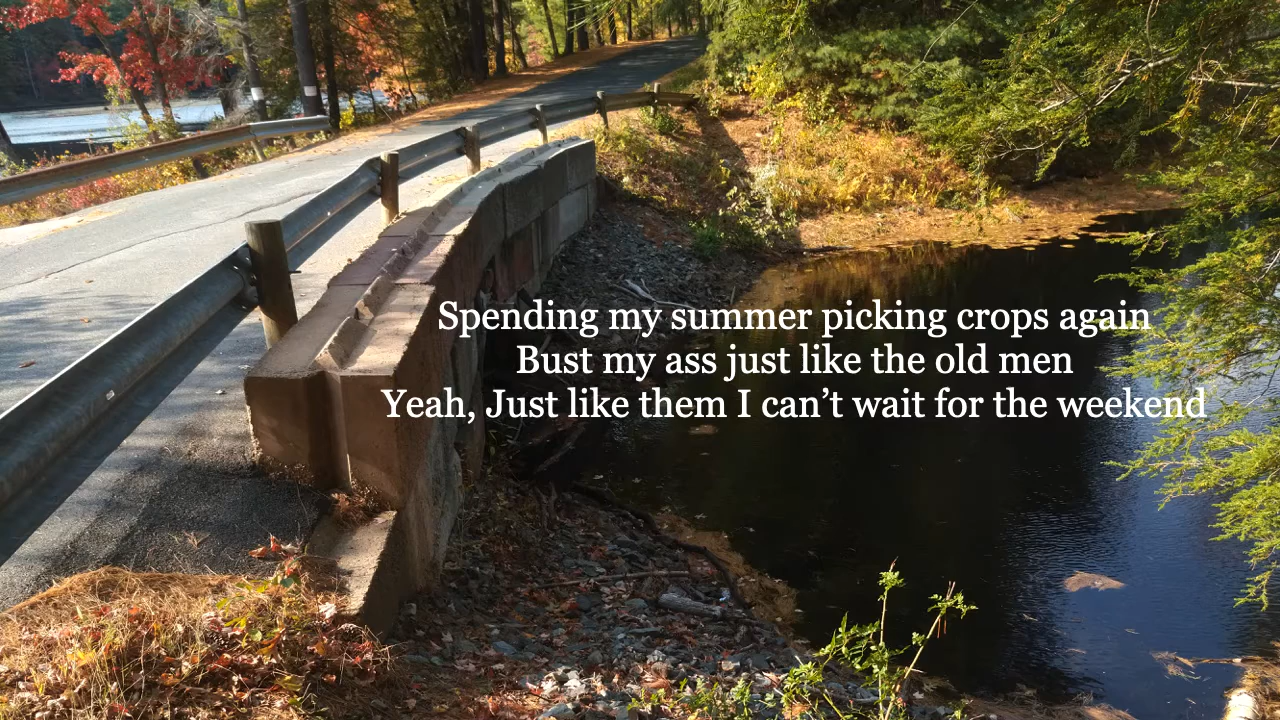 Spending my summer picking crops again
Bust my ass just like the old men
Yeah, Just like them I can’t wait for the weekend